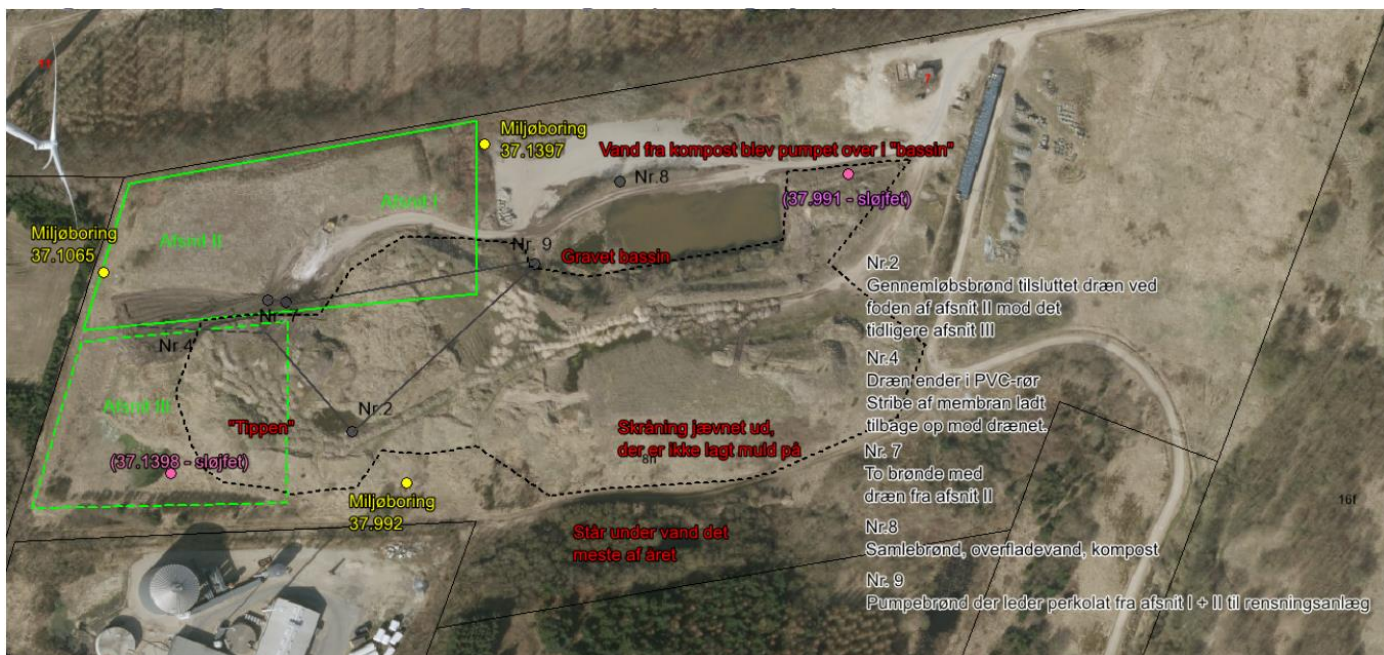 Miljøboring
37.1397
Vand fra kompost blev pumpet over i "bassin"
Nr.8
(37.991 - sløjfet)
Afsnit I
Afsnit II
Miljøboring
37.1065
Nr. 9
Gravet bassin
Nr. 7
Nr 4
Afsnit III
"Tippen"
Nr.2
(37.1398 - sløjfet)
Miljøboring
37.992
Skråning jævnet ud,
der er ikke lagt muld på
Står under vand det
meste af året
16f
Nr.2
Gennemløbsbrønd tilsluttet dræn ved
foden af afsnit II mod det
tidligere afsnit III
Nr.4
Dræn ender i PVC-rør
Stribe af membran ladt
tilbage op mod drænet.
Nr. 7
To brønde med
dræn fra afsnit II
Nr.8
Samlebrønd, overfladevand, kompost
Nr. 9
Pumpebrønd der leder perkolat fra afsnit I + II til rensningsanlæg